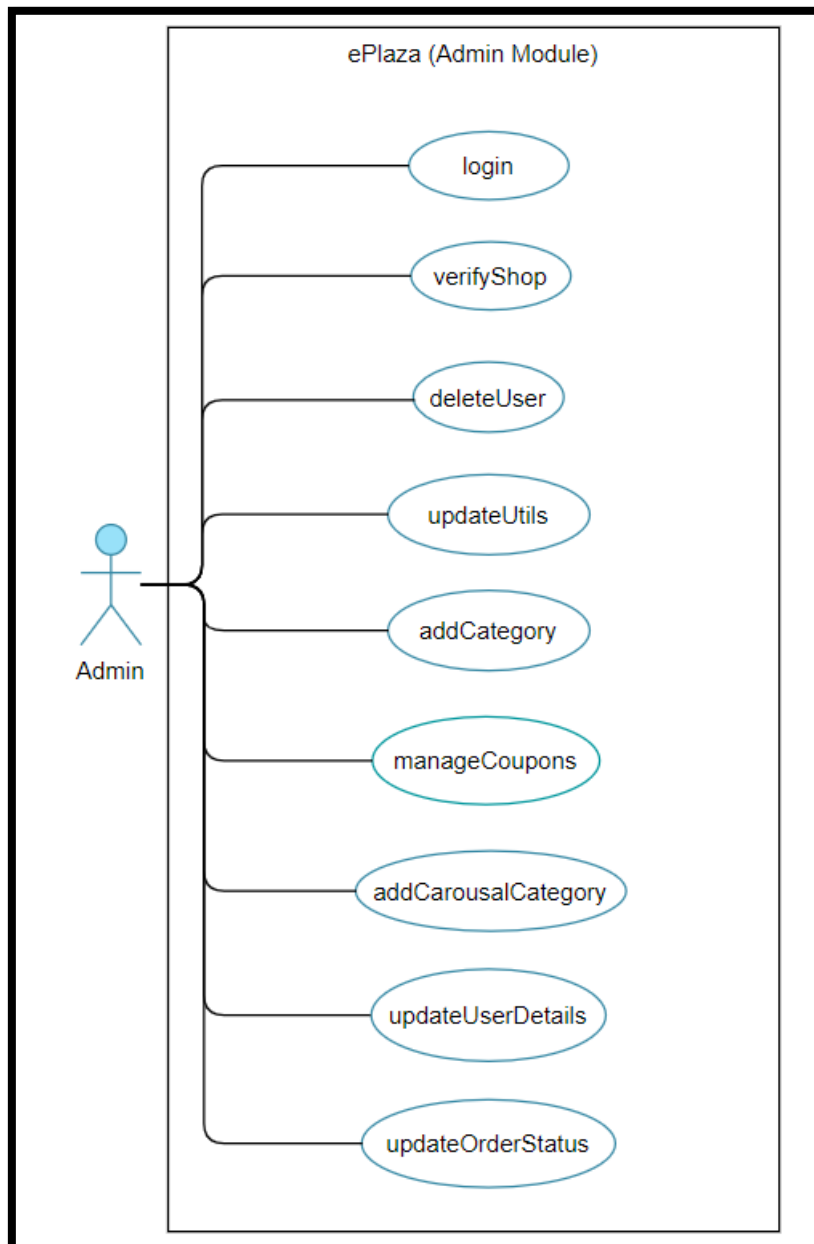 ePlaza (Admin Module)
login
verifyShop
deleteUser
updateUtils
addCategory
Admin
manageCoupons
addCarousalCategory
updateUserDetails
updateOrderStatus